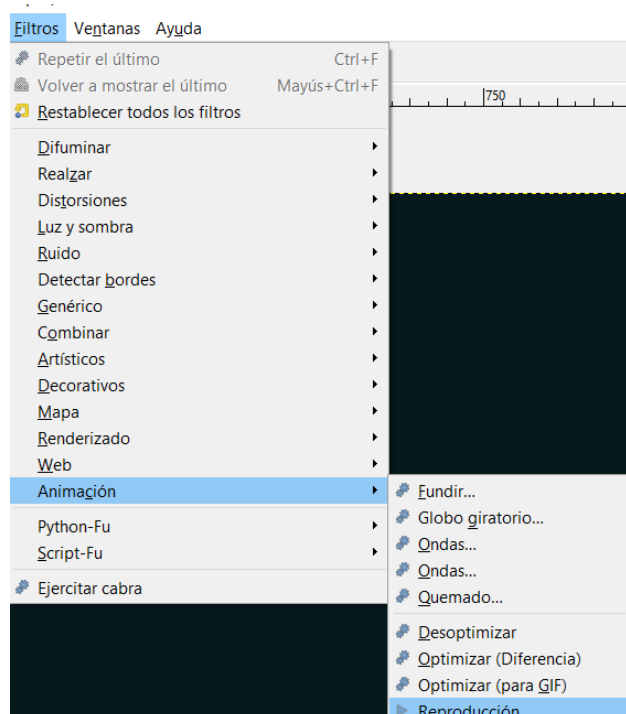 Filtros Ventanas Ayuda
Repetir el último Ctrl+F
Volver a mostrar el último Mayús+Ctrl+F
Restablecer todos los filtros
750
Difuminar
Realzar
Distorsiones
Luz y sombra
Ruido
Detectar bordes
Genérico
Combinar
Artísticos
Decorativos
Mapa
Renderizado
Web
Animación
Python-Fu
Script-Fu
Ejercitar cabra
Fundir...
Globo giratorio...
Ondas...
Ondas...
Quemado...
Desoptimizar
Optimizar (Diferencia)
Optimizar (para GIF)
Reproducción